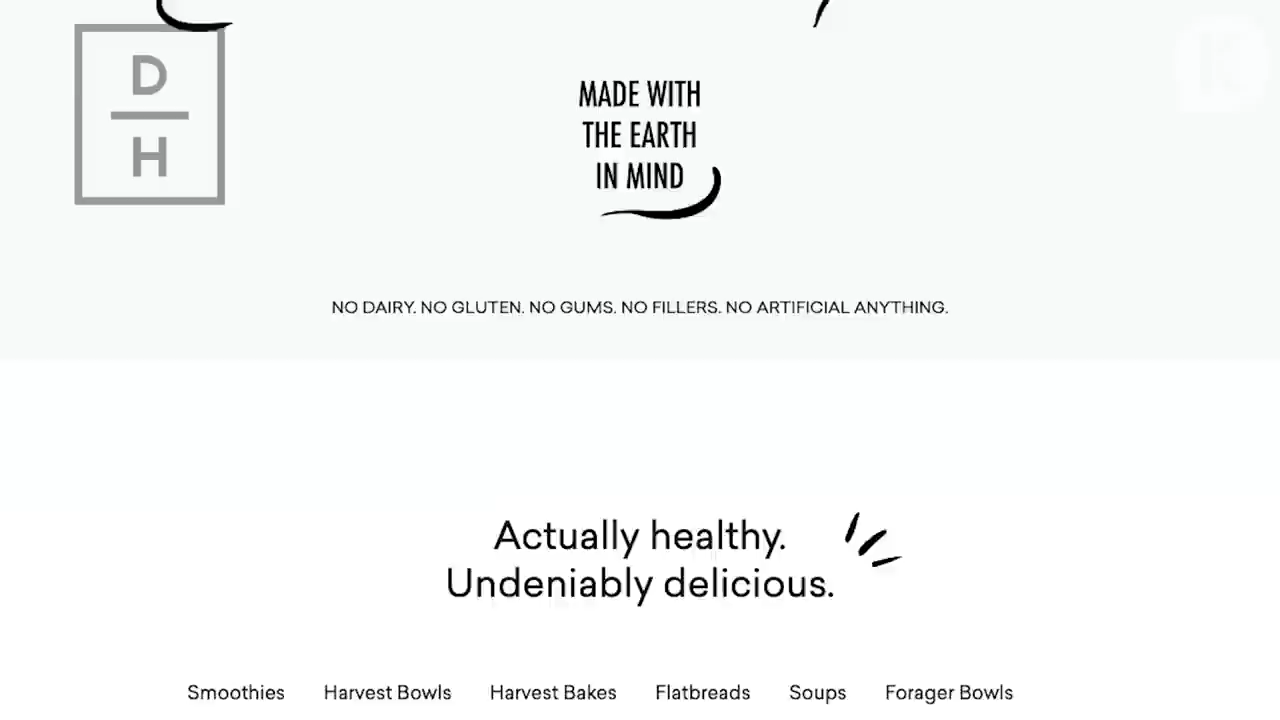 D
H
MADE WITH
THE EARTH
IN MIND
NO DAIRY. NO GLUTEN. NO GUMS. NO FILLERS. NO ARTIFICIAL ANYTHING.
Actually healthy.
Undeniably delicious.
Smoothies Harvest Bowls Harvest Bakes Flatbreads Soups Forager Bowls